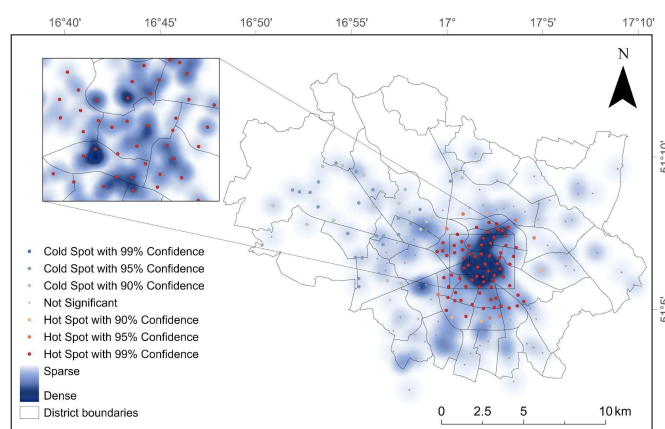 16°40' 16°50' 16°55' 17° 17°5' 17°10'
N
51°10'
Cold Spot with 99% Confidence
Cold Spot with 95% Confidence
Cold Spot with 90% Confidence
Not Significant
51°5'
Hot Spot with 90% Confidence
Hot Spot with 95% Confidence
Hot Spot with 99% Confidence
Sparse
Dense
District boundaries
0 2.5 5 10 km